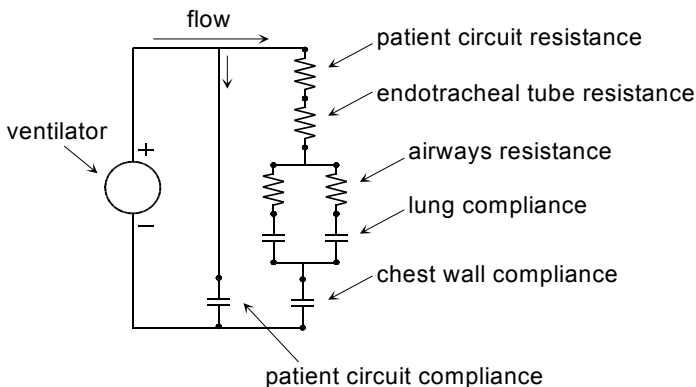 flow
patient circuit resistance
endotracheal tube resistance
ventilator
+
airways resistance
lung compliance
−
chest wall compliance
patient circuit compliance